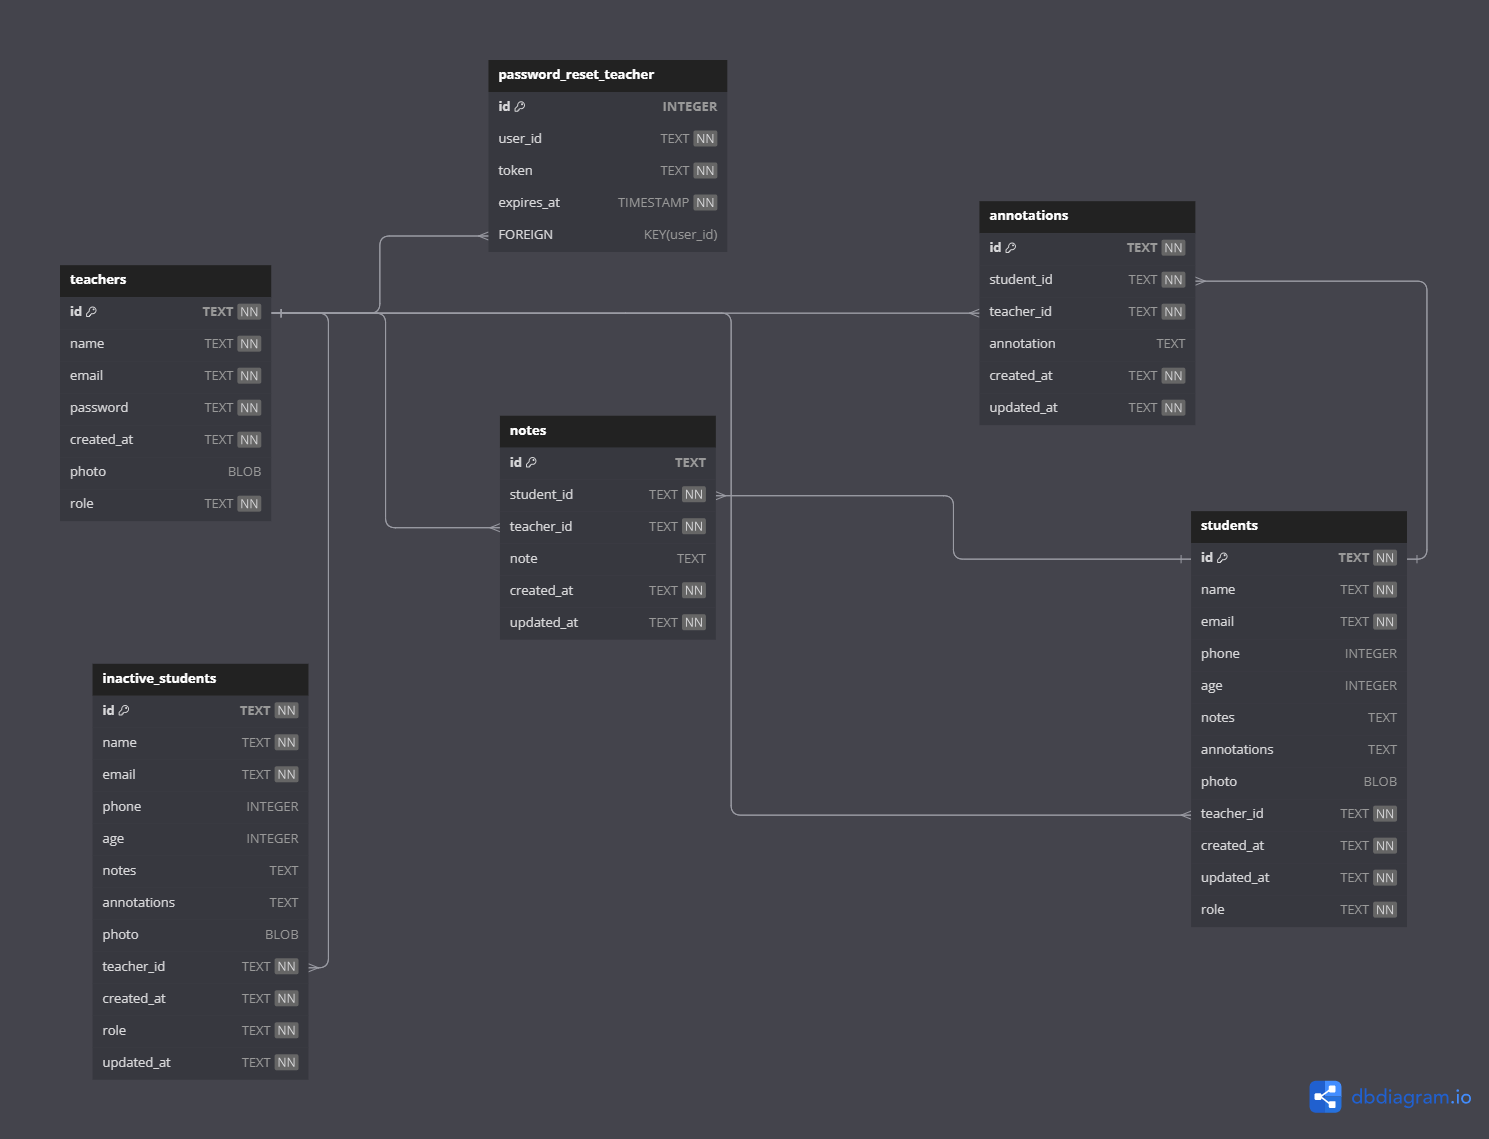 password_reset_teacher
id INTEGER
user_id TEXT NN
token TEXT NN
expires_at TIMESTAMP NN
FOREIGN KEY(user_id)
annotations
id TEXT NN
student_id TEXT NN
teacher_id TEXT NN
annotation TEXT
created_at TEXT NN
updated_at TEXT NN
teachers
id TEXT NN
name TEXT NN
email TEXT NN
password TEXT NN
created_at TEXT NN
photo BLOB
role TEXT NN
notes
id TEXT
student_id TEXT NN
teacher_id TEXT NN
note TEXT
created_at TEXT NN
updated_at TEXT NN
students
id TEXT NN
name TEXT NN
email TEXT NN
phone INTEGER
age INTEGER
notes TEXT
annotations TEXT
photo BLOB
teacher_id TEXT NN
created_at TEXT NN
updated_at TEXT NN
role TEXT NN
inactive_students
id TEXT NN
name TEXT NN
email TEXT NN
phone INTEGER
age INTEGER
notes TEXT
annotations TEXT
photo BLOB
teacher_id TEXT NN
created_at TEXT NN
role TEXT NN
updated_at TEXT NN
dbdiagram.io